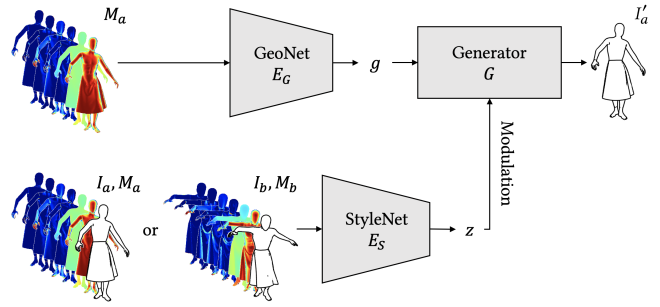 M_a
GeoNet
E_G
g
Generator
G
I'_a
Modulation
I_a, M_a
or
I_b, M_b
StyleNet
E_S
z